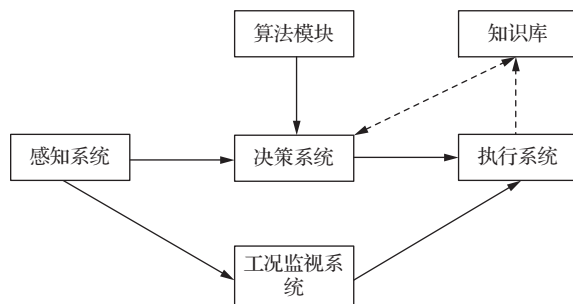 算法模块
知识库
感知系统
决策系统
执行系统
工况监视系
统